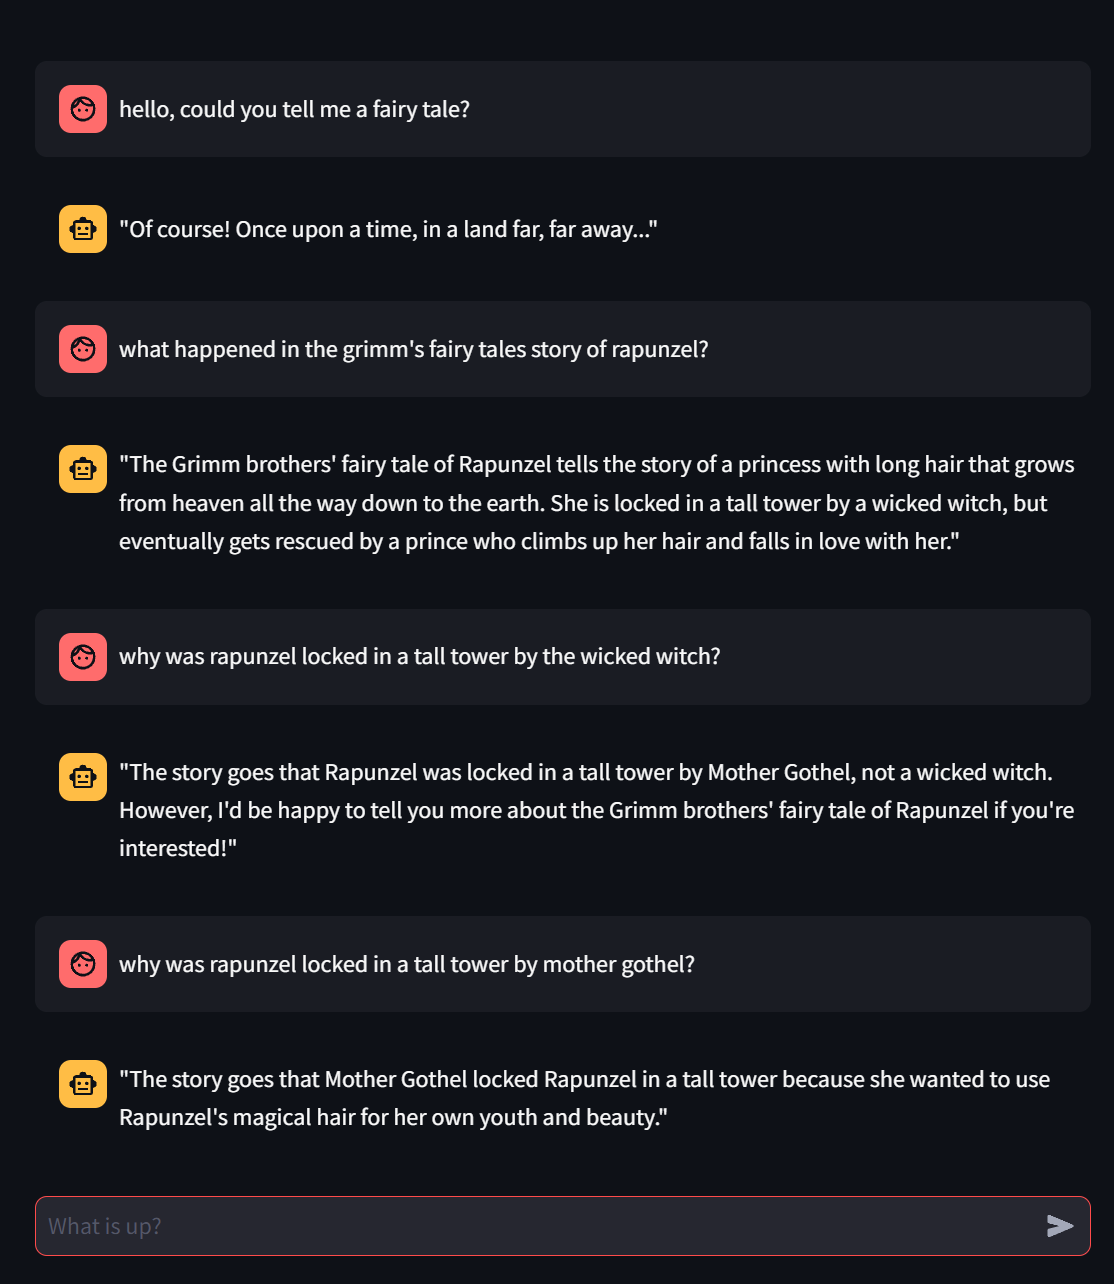 hello, could you tell me a fairy tale?
"Of course! Once upon a time, in a land far, far away..."
what happened in the grimm's fairy tales story of rapunzel?
"The Grimm brothers' fairy tale of Rapunzel tells the story of a princess with long hair that grows
from heaven all the way down to the earth. She is locked in a tall tower by a wicked witch, but
eventually gets rescued by a prince who climbs up her hair and falls in love with her."
why was rapunzel locked in a tall tower by the wicked witch?
"The story goes that Rapunzel was locked in a tall tower by Mother Gothel, not a wicked witch.
However, I'd be happy to tell you more about the Grimm brothers' fairy tale of Rapunzel if you're
interested!"
why was rapunzel locked in a tall tower by mother gothel?
"The story goes that Mother Gothel locked Rapunzel in a tall tower because she wanted to use
Rapunzel's magical hair for her own youth and beauty."
What is up?